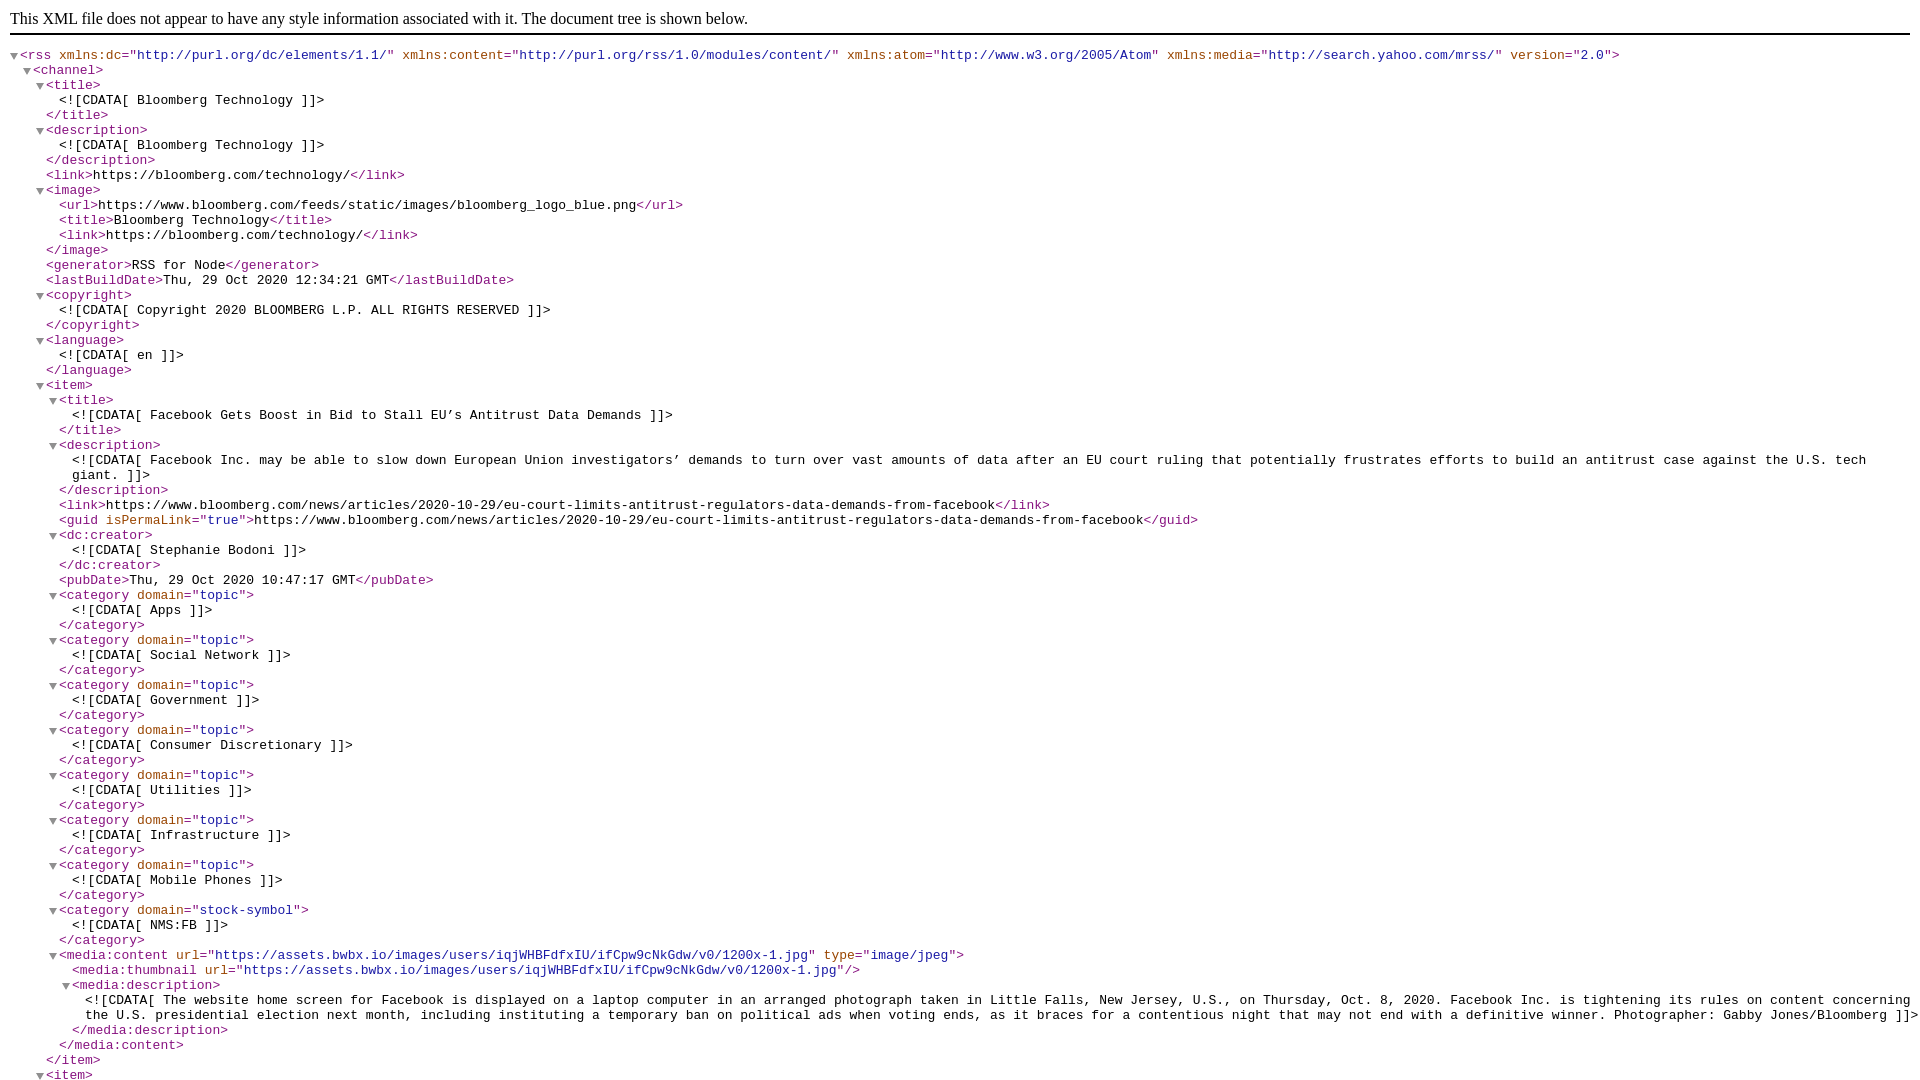 This XML file does not appear to have any style information associated with it. The document tree is shown below.
<rss xmlns:dc="http://purl.org/dc/elements/1.1/" xmlns:content="http://purl.org/rss/1.0/modules/content/" xmlns:atom="http://www.w3.org/2005/Atom" xmlns:media="http://search.yahoo.com/mrss/" version="2.0">
<channel>
<title>
<![CDATA[ Bloomberg Technology ]]>
</title>
<description>
<![CDATA[ Bloomberg Technology ]]>
</description>
<link>https://bloomberg.com/technology/</link>
<image>
<url>https://www.bloomberg.com/feeds/static/images/bloomberg_logo_blue.png</url>
<title>Bloomberg Technology</title>
<link>https://bloomberg.com/technology/</link>
</image>
<generator>RSS for Node</generator>
<lastBuildDate>Thu, 29 Oct 2020 12:34:21 GMT</lastBuildDate>
<copyright>
<![CDATA[ Copyright 2020 BLOOMBERG L.P. ALL RIGHTS RESERVED ]]>
</copyright>
<language>
<![CDATA[ en ]]>
</language>
<item>
<title>
<![CDATA[ Facebook Gets Boost in Bid to Stall EU’s Antitrust Data Demands ]]>
</title>
<description>
<![CDATA[ Facebook Inc. may be able to slow down European Union investigators’ demands to turn over vast amounts of data after an EU court ruling that potentially frustrates efforts to build an antitrust case against the U.S. tech
giant. ]]>
</description>
<link>https://www.bloomberg.com/news/articles/2020-10-29/eu-court-limits-antitrust-regulators-data-demands-from-facebook</link>
<guid isPermaLink="true">https://www.bloomberg.com/news/articles/2020-10-29/eu-court-limits-antitrust-regulators-data-demands-from-facebook</guid>
<dc:creator>
<![CDATA[ Stephanie Bodoni ]]>
</dc:creator>
<pubDate>Thu, 29 Oct 2020 10:47:17 GMT</pubDate>
<category domain="topic">
<![CDATA[ Apps ]]>
</category>
<category domain="topic">
<![CDATA[ Social Network ]]>
</category>
<category domain="topic">
<![CDATA[ Government ]]>
</category>
<category domain="topic">
<![CDATA[ Consumer Discretionary ]]>
</category>
<category domain="topic">
<![CDATA[ Utilities ]]>
</category>
<category domain="topic">
<![CDATA[ Infrastructure ]]>
</category>
<category domain="topic">
<![CDATA[ Mobile Phones ]]>
</category>
<category domain="stock-symbol">
<![CDATA[ NMS:FB ]]>
</category>
<media:content url="https://assets.bwbx.io/images/users/iqjWHBFdfxIU/ifCpw9cNkGdw/v0/1200x-1.jpg" type="image/jpeg">
<media:thumbnail url="https://assets.bwbx.io/images/users/iqjWHBFdfxIU/ifCpw9cNkGdw/v0/1200x-1.jpg"/>
<media:description>
<![CDATA[ The website home screen for Facebook is displayed on a laptop computer in an arranged photograph taken in Little Falls, New Jersey, U.S., on Thursday, Oct. 8, 2020. Facebook Inc. is tightening its rules on content concerning
the U.S. presidential election next month, including instituting a temporary ban on political ads when voting ends, as it braces for a contentious night that may not end with a definitive winner. Photographer: Gabby Jones/Bloomberg ]]>
</media:description>
</media:content>
</item>
<item>